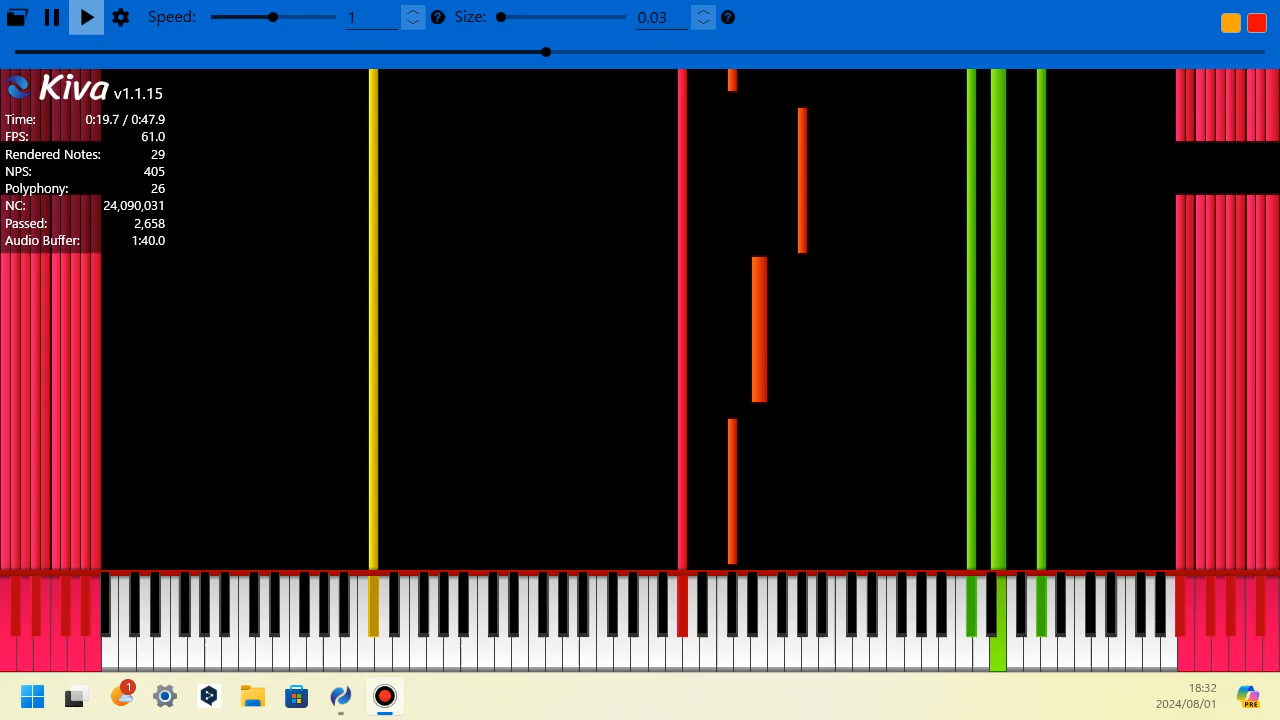 Speed: 1 Size: 0.03
Kiva v1.1.15
Time: 0:19.7 / 0:47.9
FPS: 61.0
Rendered Notes: 29
NPS: 405
Polyphony: 26
NC: 24,090,031
Passed: 2,658
Audio Buffer: 1:40.0
1
18:32
2024/08/01
PRE